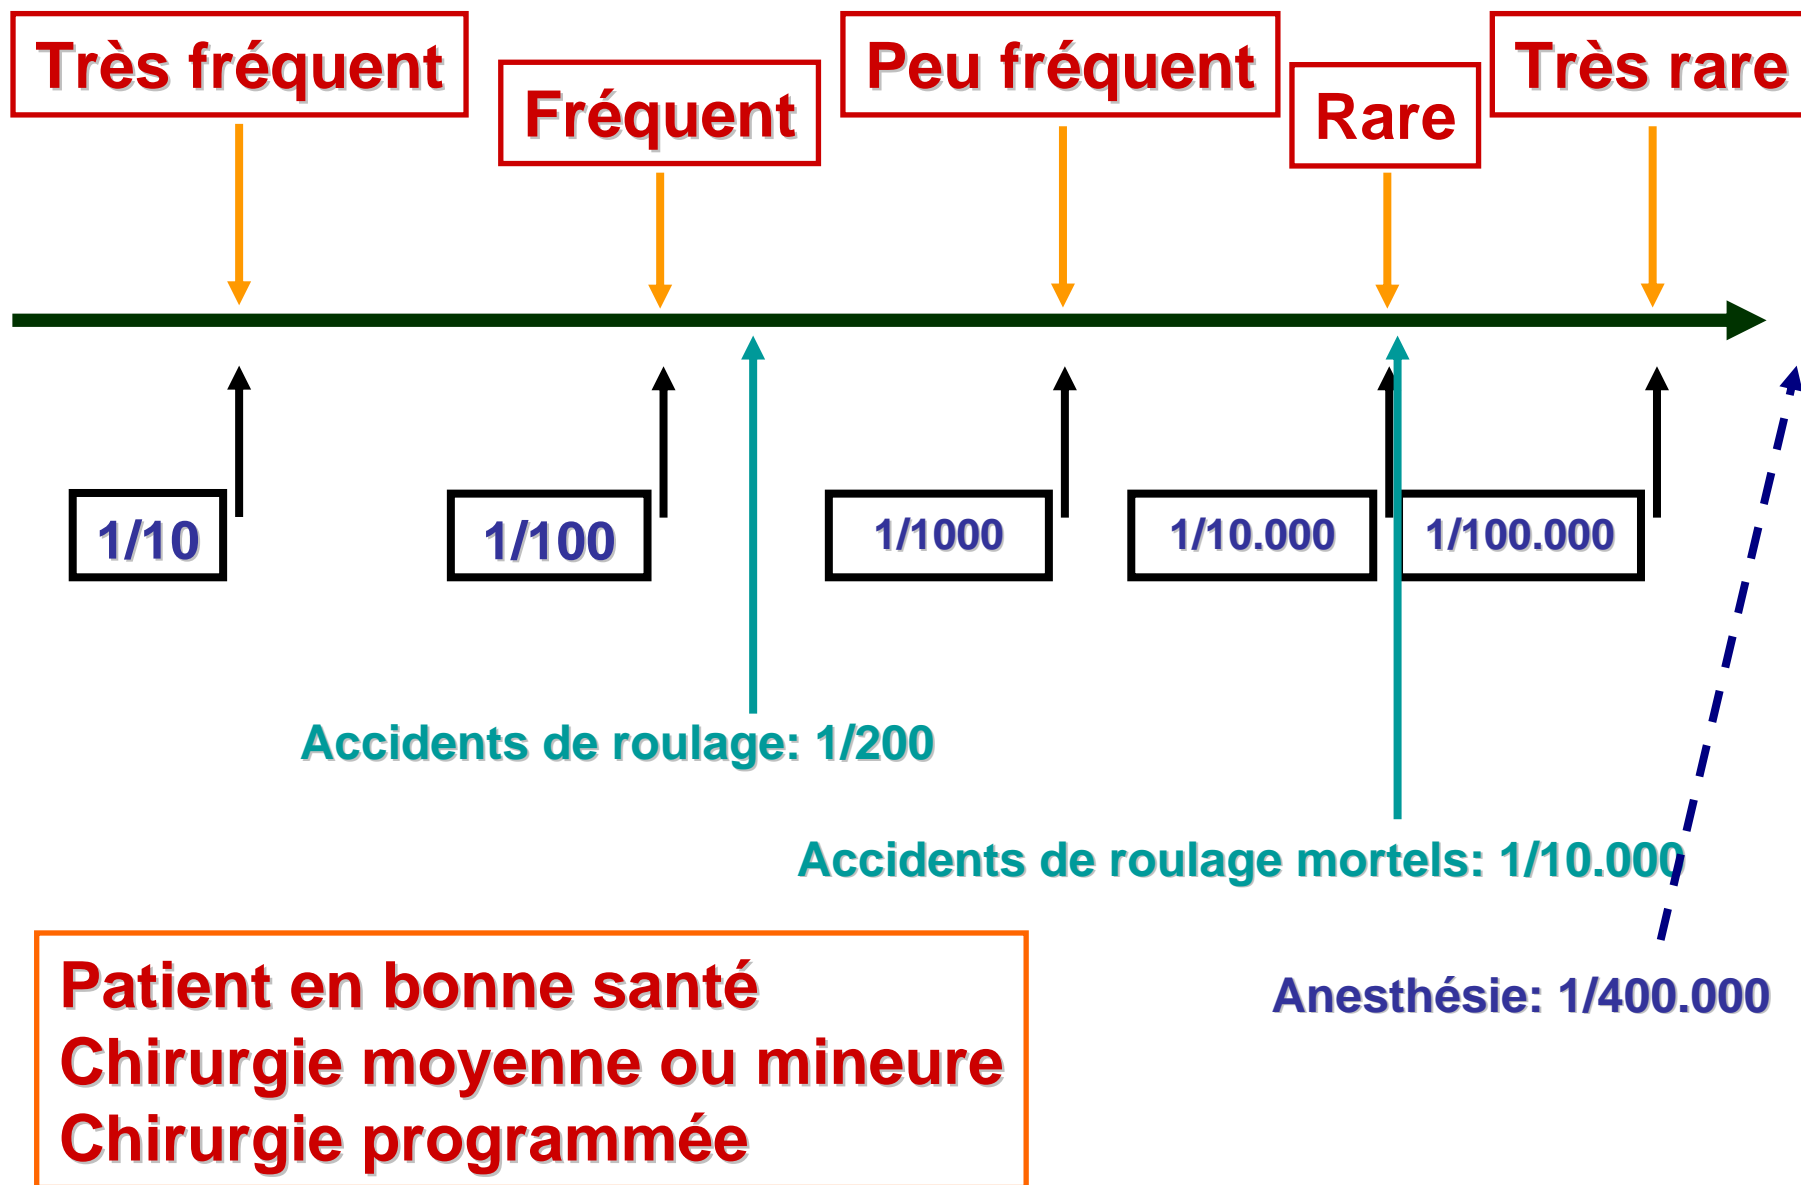 Très fréquent
Fréquent
Peu fréquent
Rare
Très rare
1/10
1/100
1/1000
1/10.000
1/100.000
Accidents de roulage: 1/200
Accidents de roulage mortels: 1/10.000
Anesthésie: 1/400.000
Patient en bonne santé
Chirurgie moyenne ou mineure
Chirurgie programmée